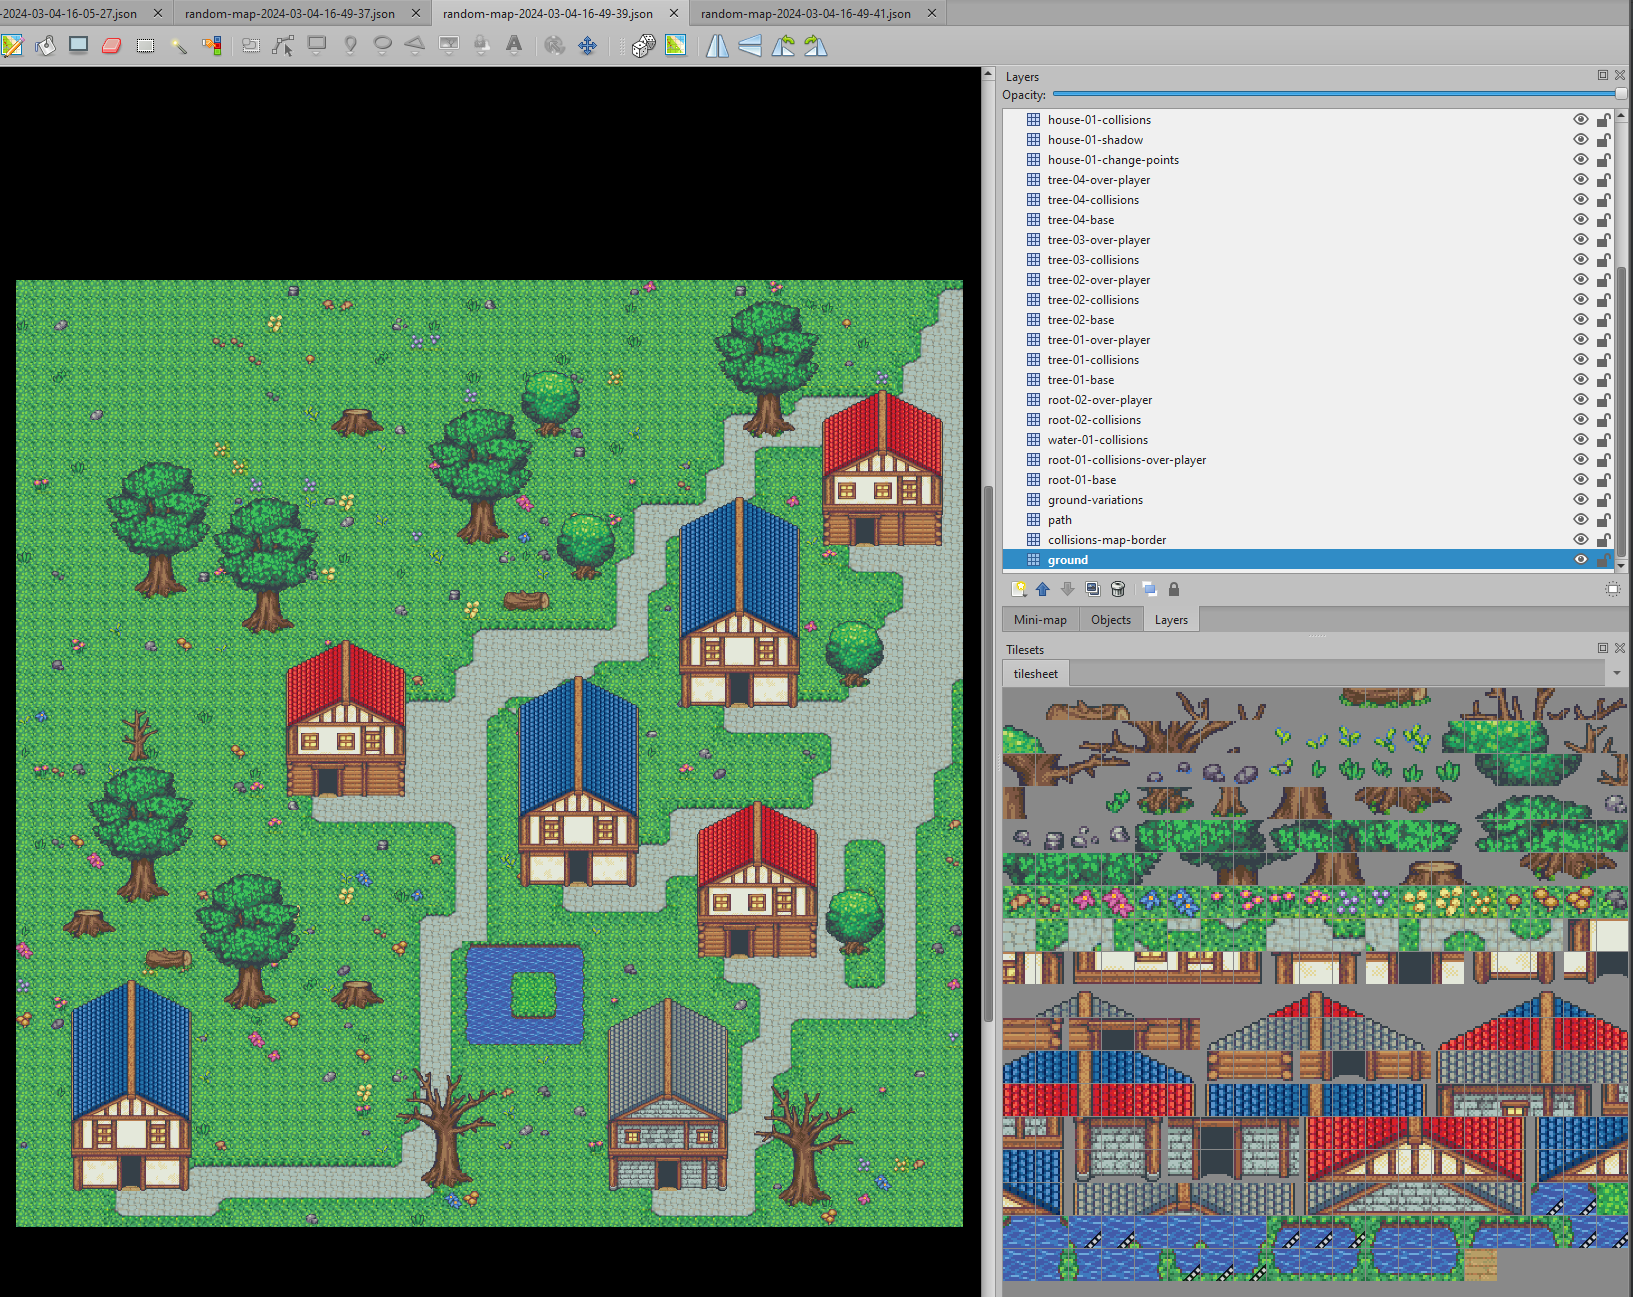 -2024-03-04-16-05-27.json
random-map-2024-03-04-16-49-37.json
random-map-2024-03-04-16-49-39.json
random-map-2024-03-04-16-49-41.json
Layers
Opacity:
house-01-collisions
house-01-shadow
house-01-change-points
tree-04-over-player
tree-04-collisions
tree-04-base
tree-03-over-player
tree-03-collisions
tree-02-over-player
tree-02-collisions
tree-02-base
tree-01-over-player
tree-01-collisions
tree-01-base
root-02-over-player
root-02-collisions
water-01-collisions
root-01-collisions-over-player
root-01-base
ground-variations
path
collisions-map-border
ground
Mini-map
Objects
Layers
Tilesets
tilesheet